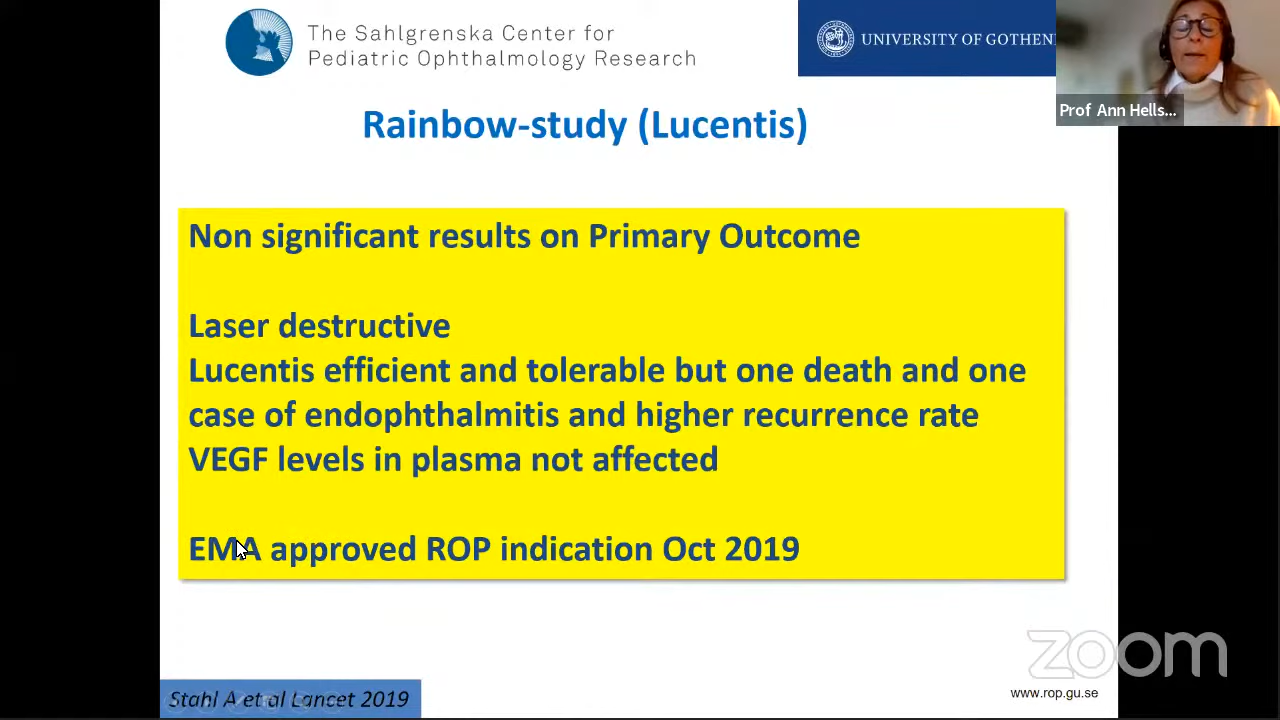 The Sahlgrenska Center for
Pediatric Ophthalmology Research
UNIVERSITY OF GOTHEN
Prof Ann Hells...
Rainbow-study (Lucentis)
Non significant results on Primary Outcome
Laser destructive
Lucentis efficient and tolerable but one death and one
case of endophthalmitis and higher recurrence rate
VEGF levels in plasma not affected
EMA approved ROP indication Oct 2019
zoom
Stahl A et al Lancet 2019
www.rop.gu.se